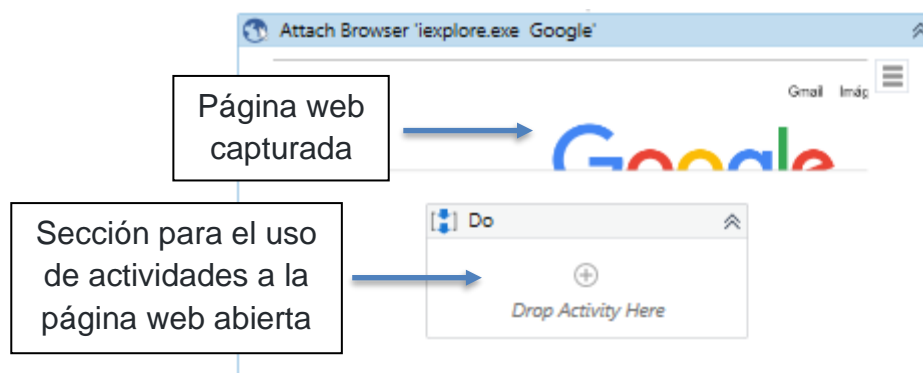 Attach Browser 'iexplore.exe Google'
Gmail Imág
Página web
capturada
Google
Sección para el uso
de actividades a la
página web abierta
Do
Drop Activity Here